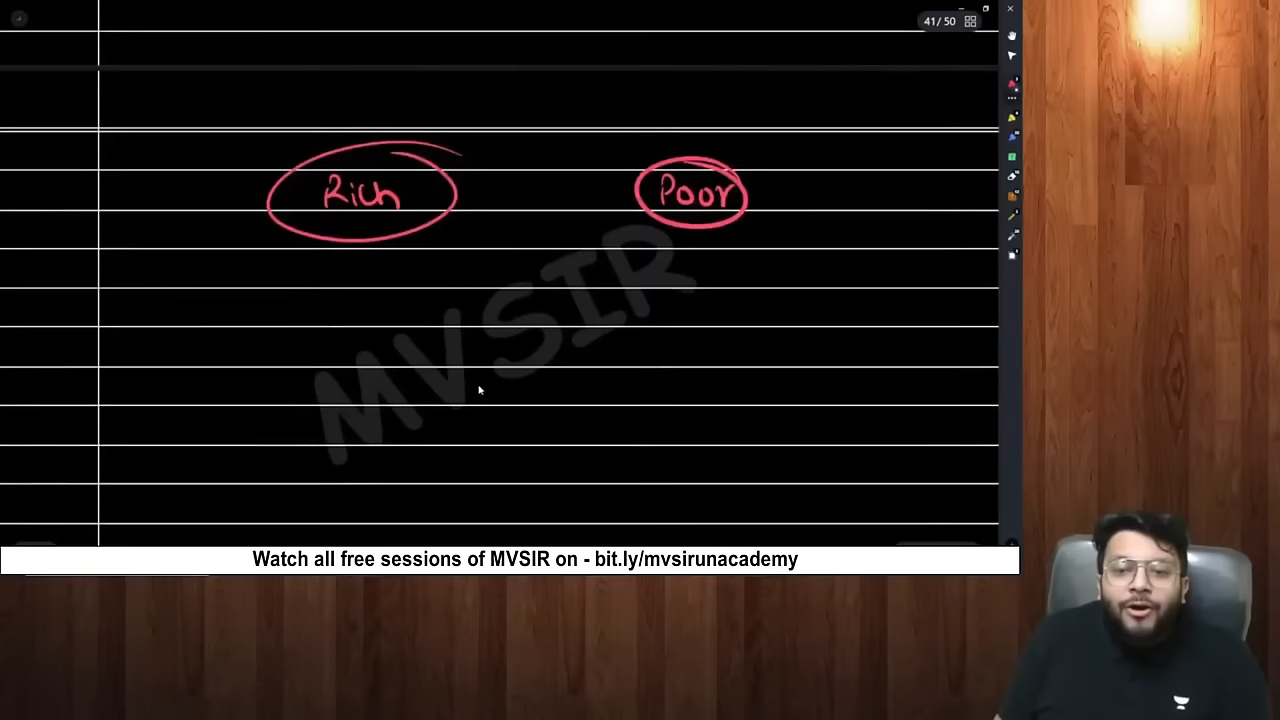 41/ 50
Rich
Poor
MVSIR
Watch all free sessions of MVSIR on - bit.ly/mvsirunacademy